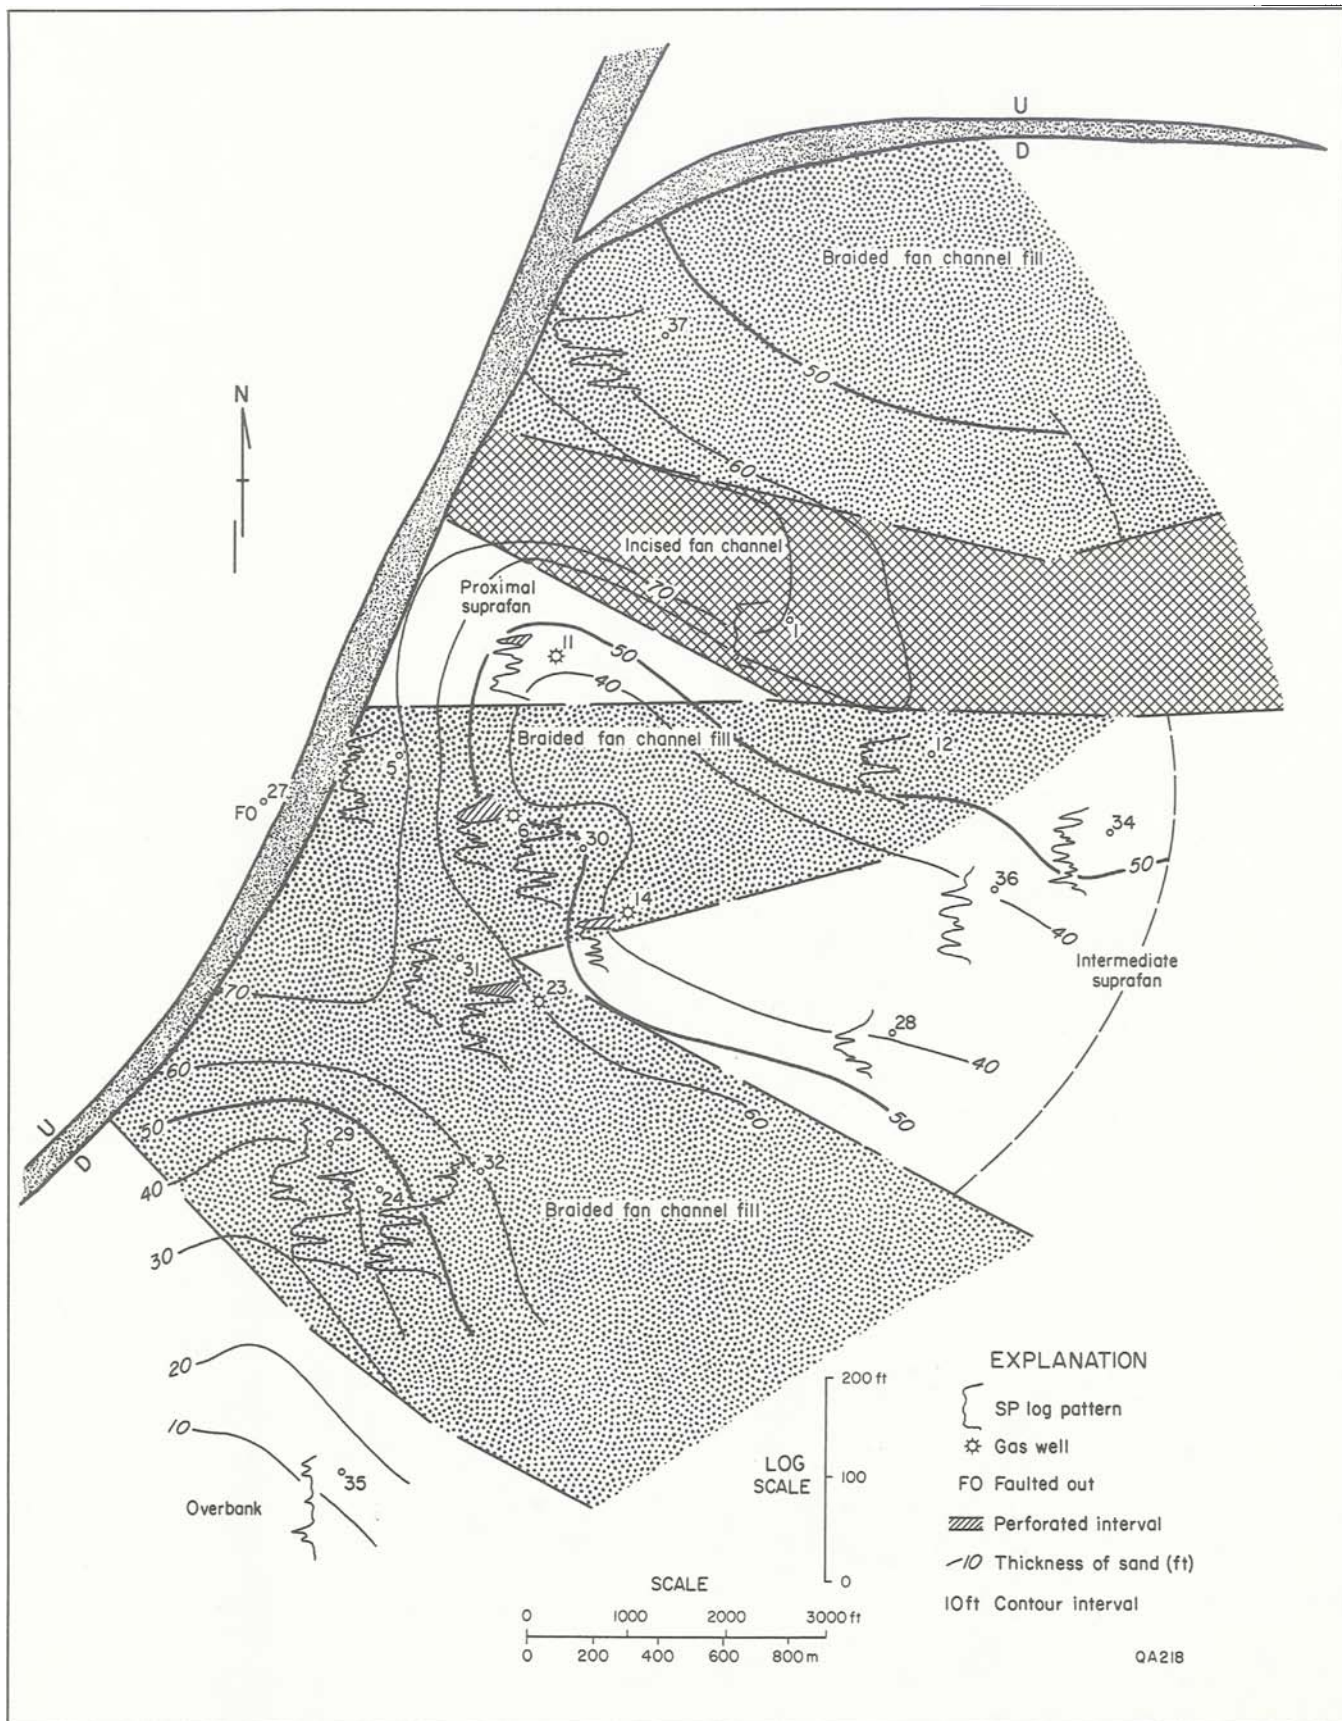 U
D
Braided fan channel fill
37
50
N
60
Incised fan channel
Proximal
suprafan
70
1
11
50
40
Braided fan channel fill
12
5
27
FO
6
30
34
50
36
14
40
Intermediate
suprafan
31
23
70
28
40
60
60
50
50
U
D
29
32
40
24
Braided fan channel fill
30
20
10
35
Overbank
EXPLANATION
SP log pattern
Gas well
FO Faulted out
Perforated interval
10 Thickness of sand (ft)
10ft Contour interval
200 ft
LOG
SCALE
100
0
SCALE
0 1000 2000 3000 ft
0 200 400 600 800 m
QA218